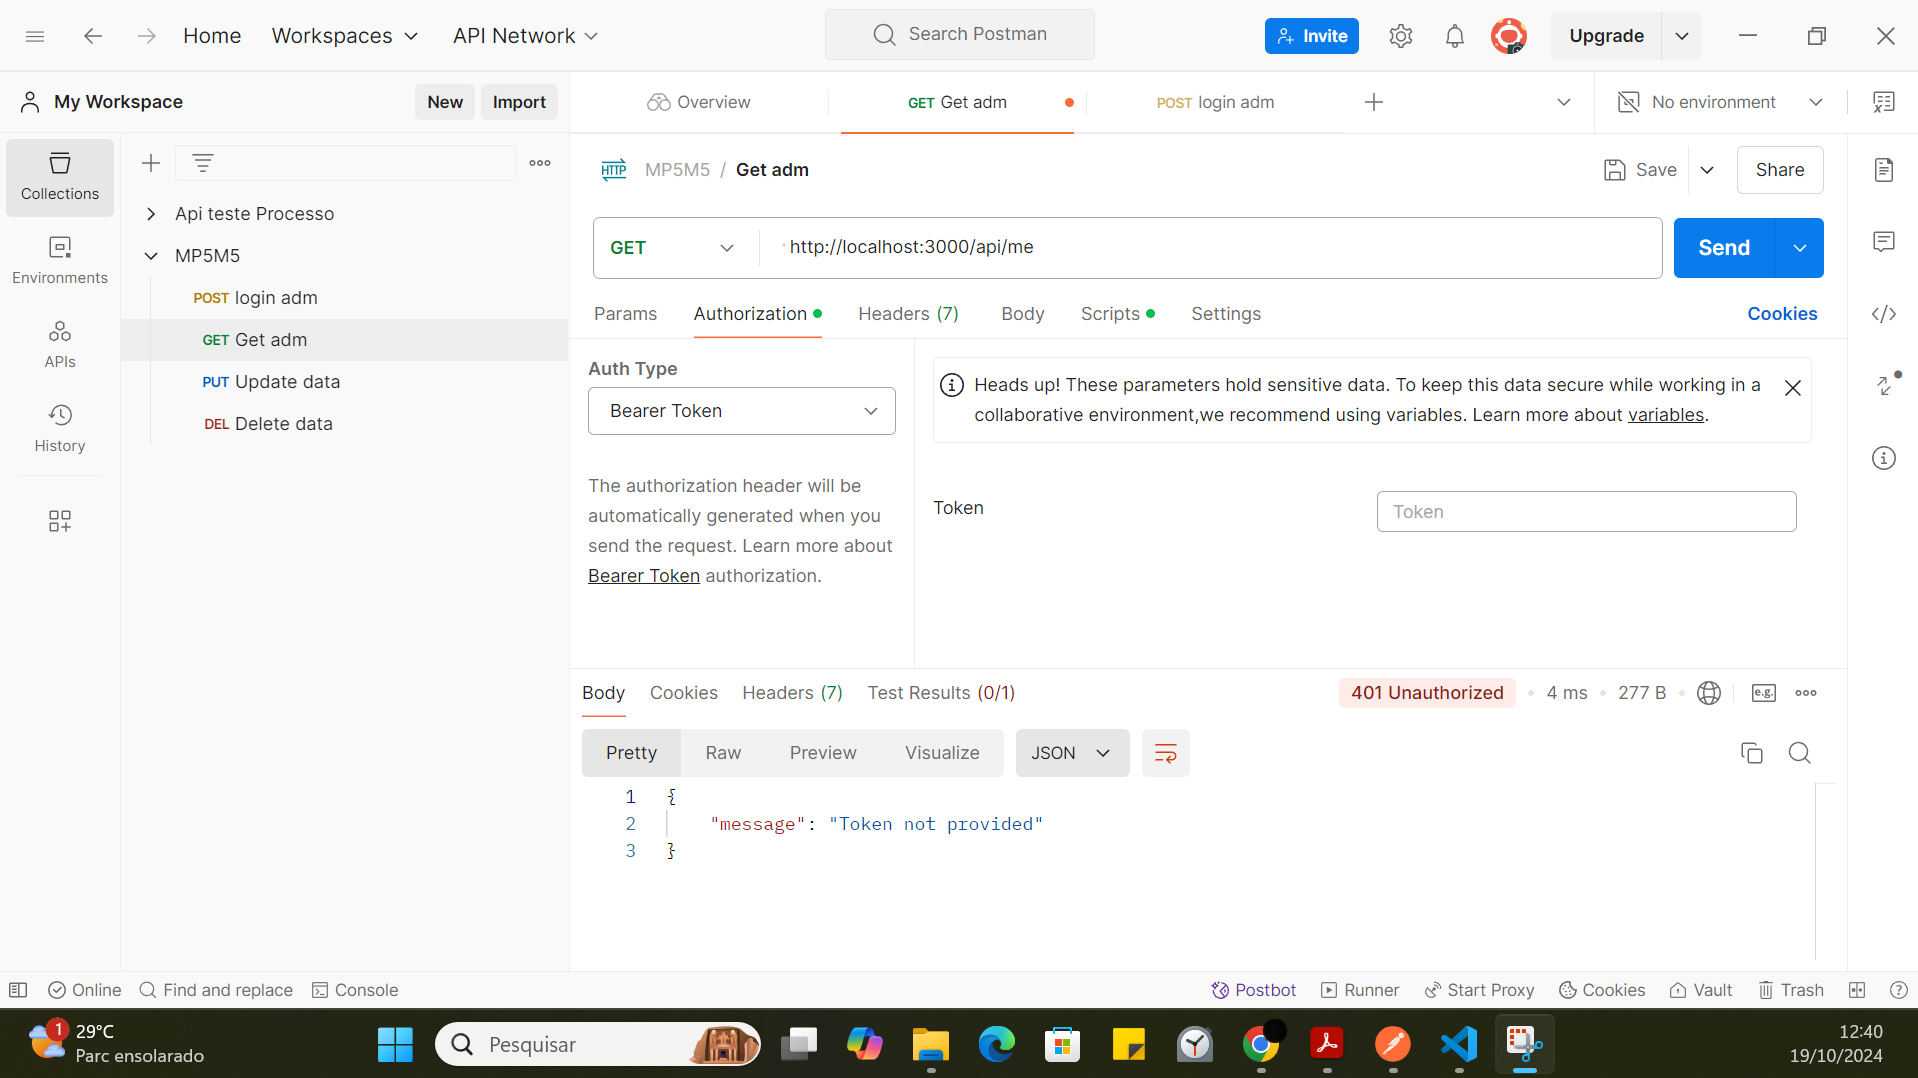 Home
Workspaces
API Network
Search Postman
Invite
Upgrade
My Workspace
New
Import
Overview
GET Get adm
POST login adm
No environment
Collections
Environments
APIs
History
Api teste Processo
MP5M5
POST login adm
GET Get adm
PUT Update data
DEL Delete data
HTTP
MP5M5 / Get adm
Save
Share
GET
http://localhost:3000/api/me
Send
Params
Authorization
Headers (7)
Body
Scripts
Settings
Cookies
Auth Type
Bearer Token
The authorization header will be
automatically generated when you
send the request. Learn more about
Bearer Token authorization.
Heads up! These parameters hold sensitive data. To keep this data secure while working in a
collaborative environment,we recommend using variables. Learn more about variables.
Token
Token
Body
Cookies
Headers (7)
Test Results (0/1)
401 Unauthorized
4 ms
277 B
e.g.
Pretty
Raw
Preview
Visualize
JSON
1 {
2 "message": "Token not provided"
3 }
Online
Find and replace
Console
Postbot
Runner
Start Proxy
Cookies
Vault
Trash
1
29°C
Parc ensolarado
Pesquisar
12:40
19/10/2024